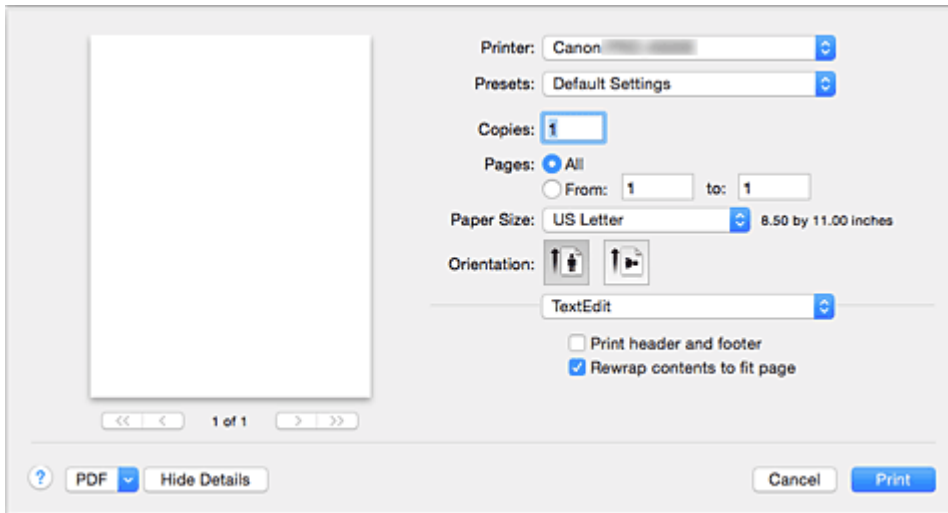 Printer: Canon
Presets: Default Settings
Copies: 1
Pages: All
From: 1 to: 1
Paper Size: US Letter 8.50 by 11.00 inches
Orientation:
TextEdit
Print header and footer
Rewrap contents to fit page
<< < 1 of 1 > >>
? PDF Hide Details Cancel Print